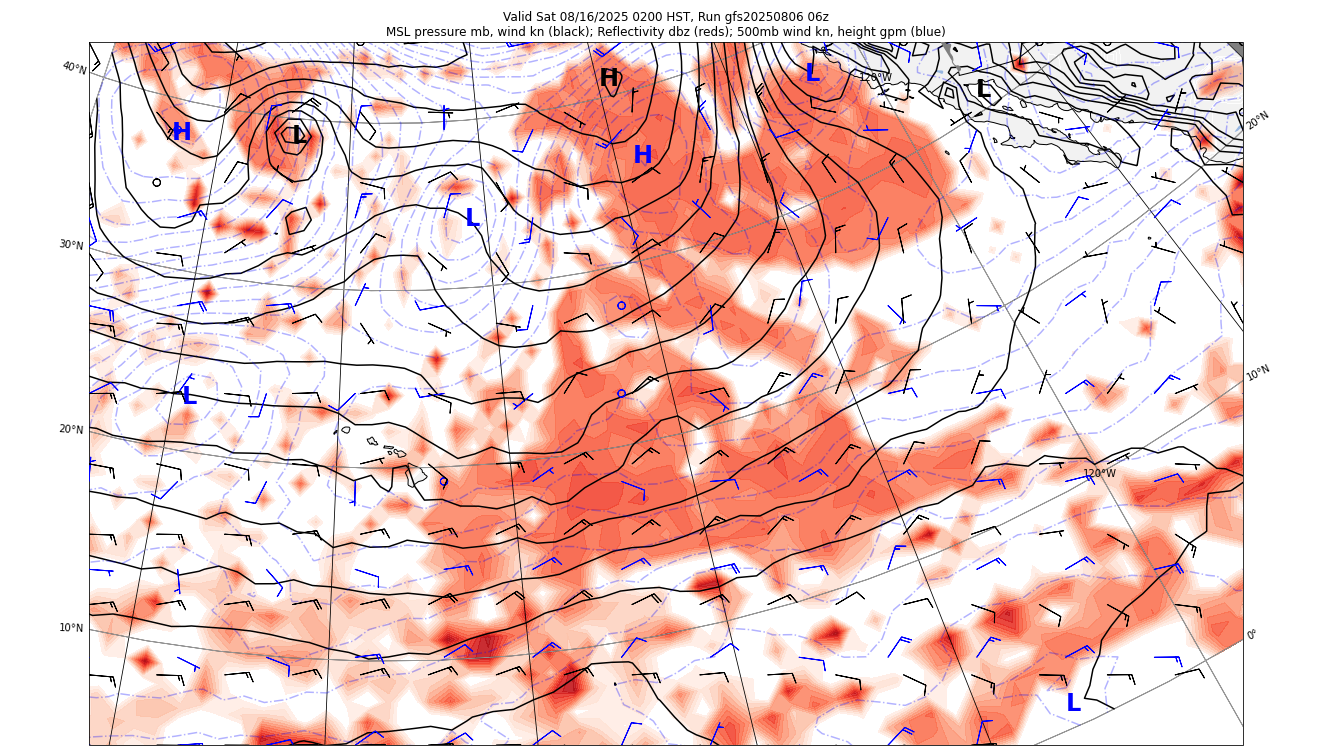 Valid Sat 08/16/2025 0200 HST, Run gfs20250806 06z
MSL pressure mb, wind kn (black); Reflectivity dbz (reds); 500mb wind kn, height gpm (blue)
40°N
H
L
120°W
L
20°N
H
L
H
L
30°N
10°N
L
20°N
120°W
10°N
0°
L